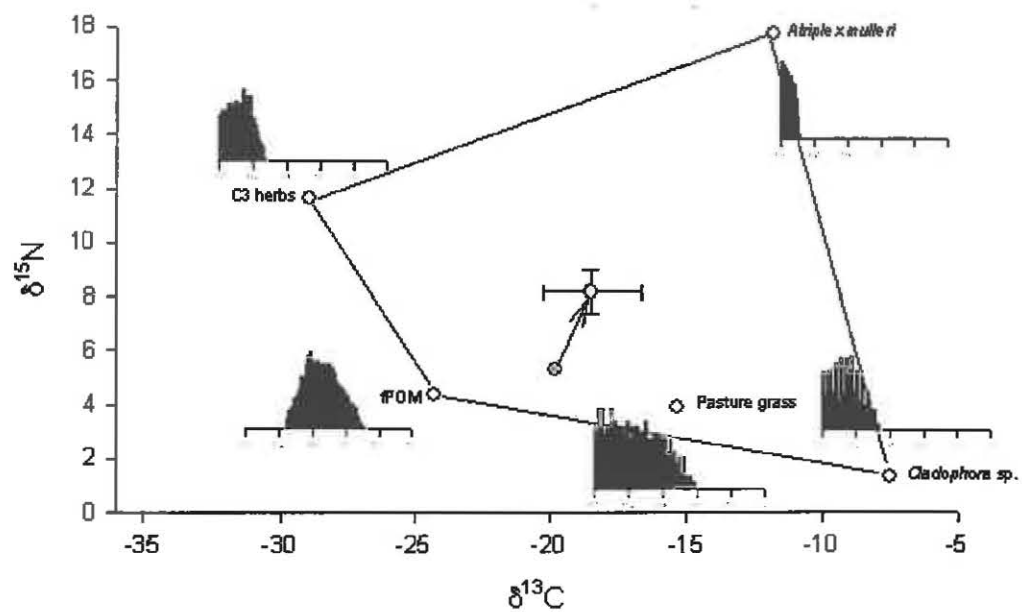 18
16
14
12
10
8
6
4
2
0
δ15N
Atriplex mulleri
C3 herbs
fPOM
Pasture grass
Cladophora sp.
-35
-30
-25
-20
-15
-10
-5
δ13C